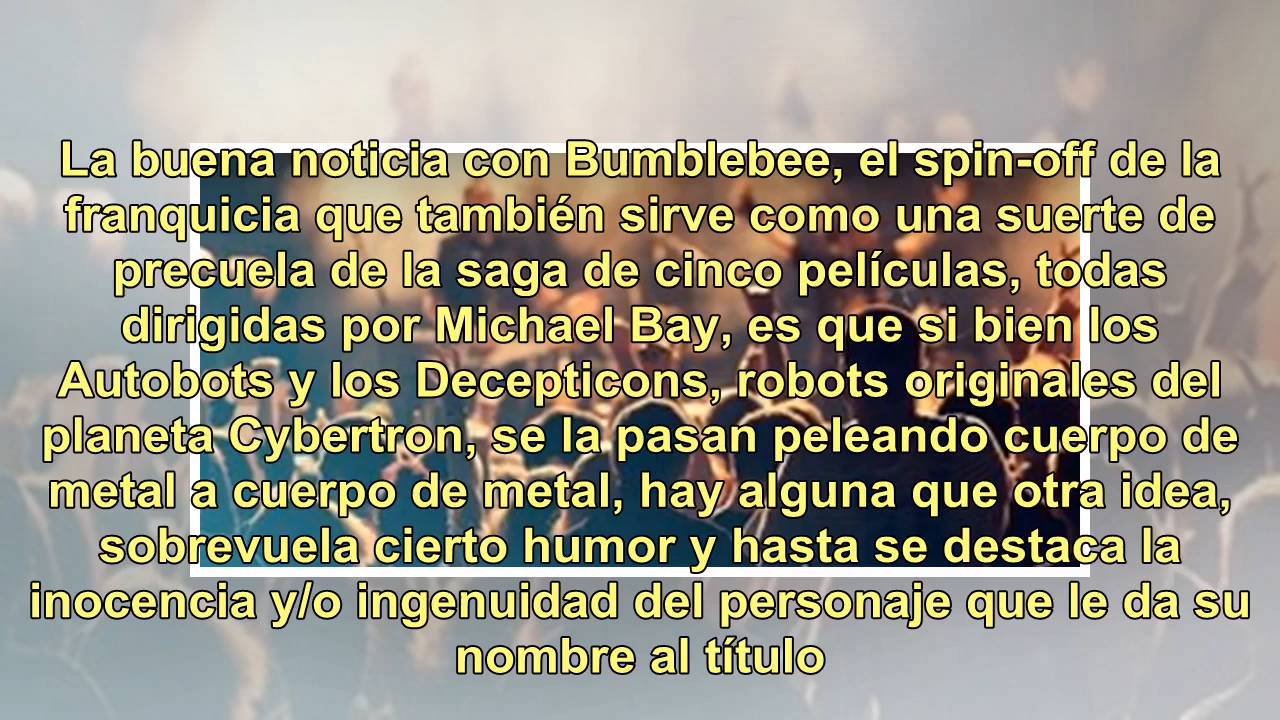 La buena noticia con Bumblebee, el spin-off de la
franquicia que también sirve como una suerte de
precuela de la saga de cinco películas, todas
dirigidas por Michael Bay, es que si bien los
Autobots y los Decepticons, robots originales del
planeta Cybertron, se la pasan peleando cuerpo de
metal a cuerpo de metal, hay alguna que otra idea,
sobrevuela cierto humor y hasta se destaca la
inocencia y/o ingenuidad del personaje que le da su
nombre al título